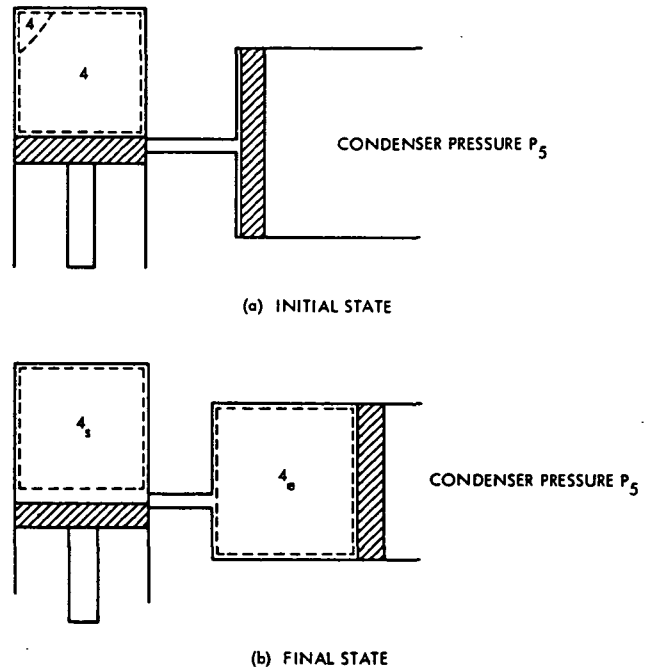 4
4
CONDENSER PRESSURE P5
(a) INITIAL STATE
4s
4e
CONDENSER PRESSURE P5
(b) FINAL STATE